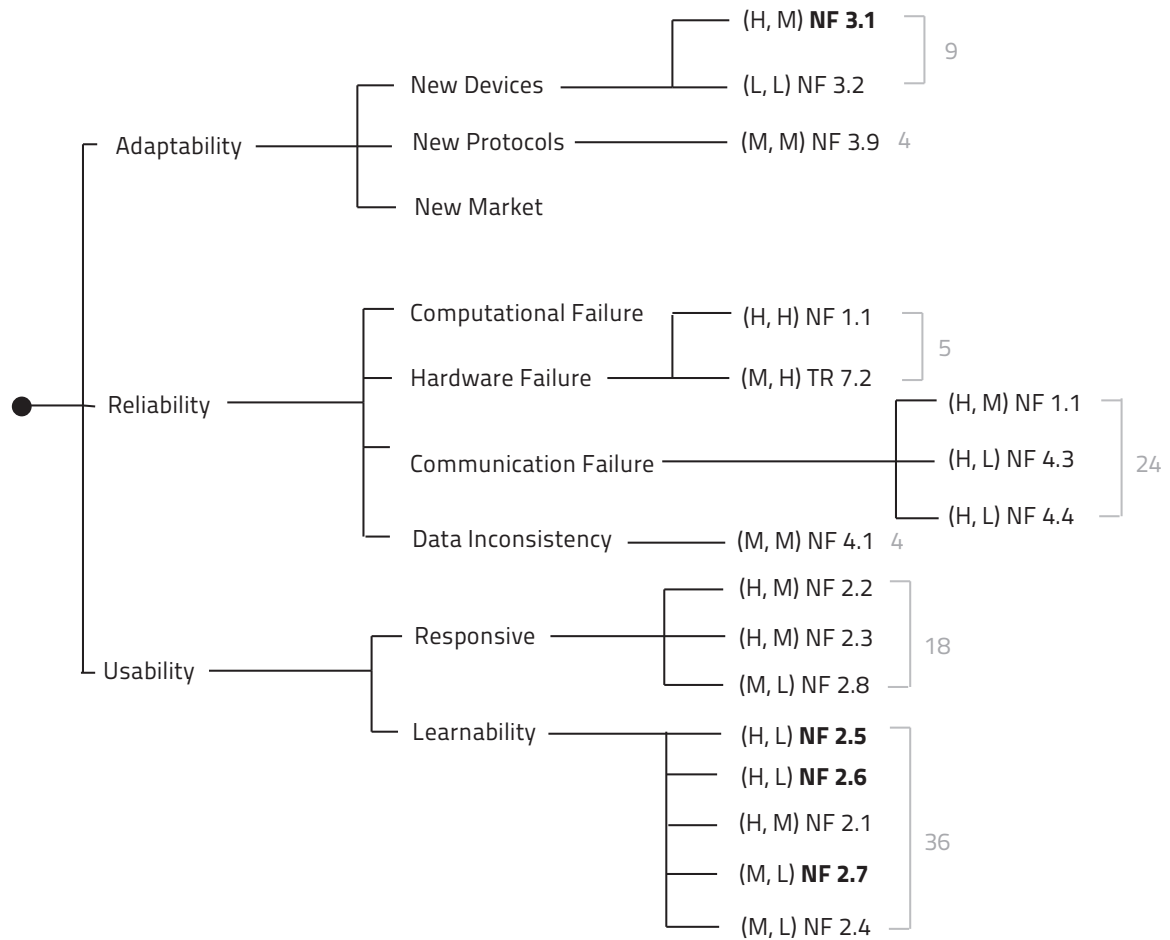 (H, M) NF 3.1
9
New Devices
(L, L) NF 3.2
Adaptability
New Protocols
(M, M) NF 3.9
4
New Market
Computational Failure
(H, H) NF 1.1
5
Hardware Failure
(M, H) TR 7.2
Reliability
(H, M) NF 1.1
Communication Failure
(H, L) NF 4.3
24
(H, L) NF 4.4
Data Inconsistency
(M, M) NF 4.1
4
(H, M) NF 2.2
Responsive
(H, M) NF 2.3
18
Usability
(M, L) NF 2.8
Learnability
(H, L) NF 2.5
(H, L) NF 2.6
(H, M) NF 2.1
36
(M, L) NF 2.7
(M, L) NF 2.4